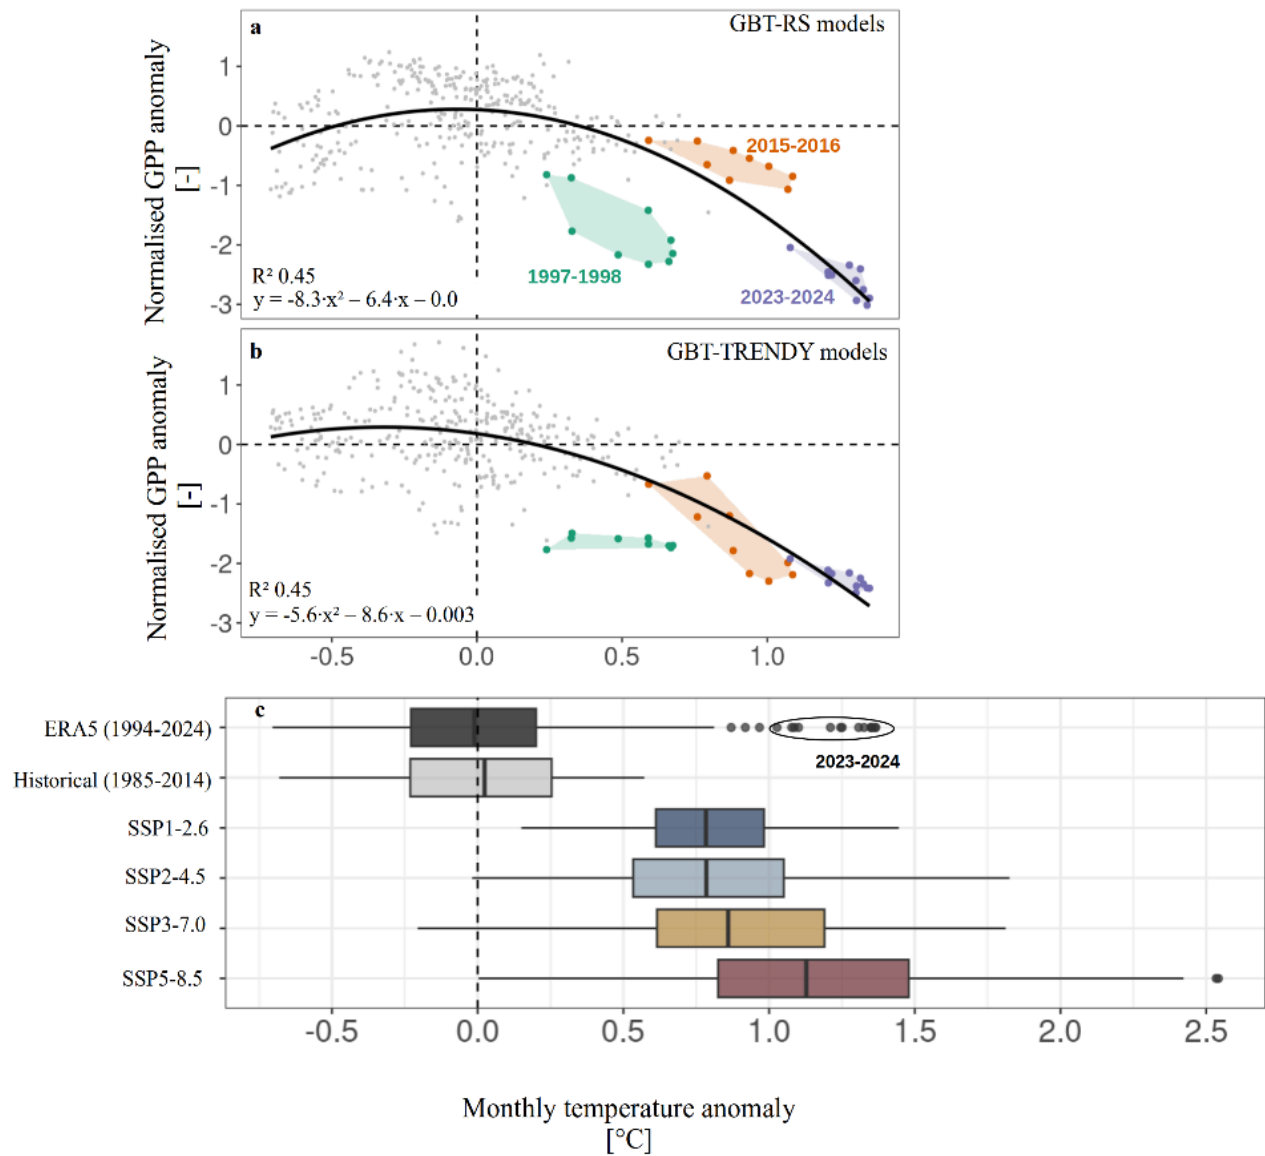 a
GBT-RS models
Normalised GPP anomaly
[-]
1
0
-1
-2
-3
2015-2016
1997-1998
2023-2024
R² 0.45
y = -8.3·x² – 6.4·x – 0.0
b
GBT-TRENDY models
Normalised GPP anomaly
[-]
1
0
-1
-2
-3
R² 0.45
y = -5.6·x² – 8.6·x – 0.003
-0.5 0.0 0.5 1.0
c
ERA5 (1994-2024)
2023-2024
Historical (1985-2014)
SSP1-2.6
SSP2-4.5
SSP3-7.0
SSP5-8.5
-0.5 0.0 0.5 1.0 1.5 2.0 2.5
Monthly temperature anomaly
[°C]